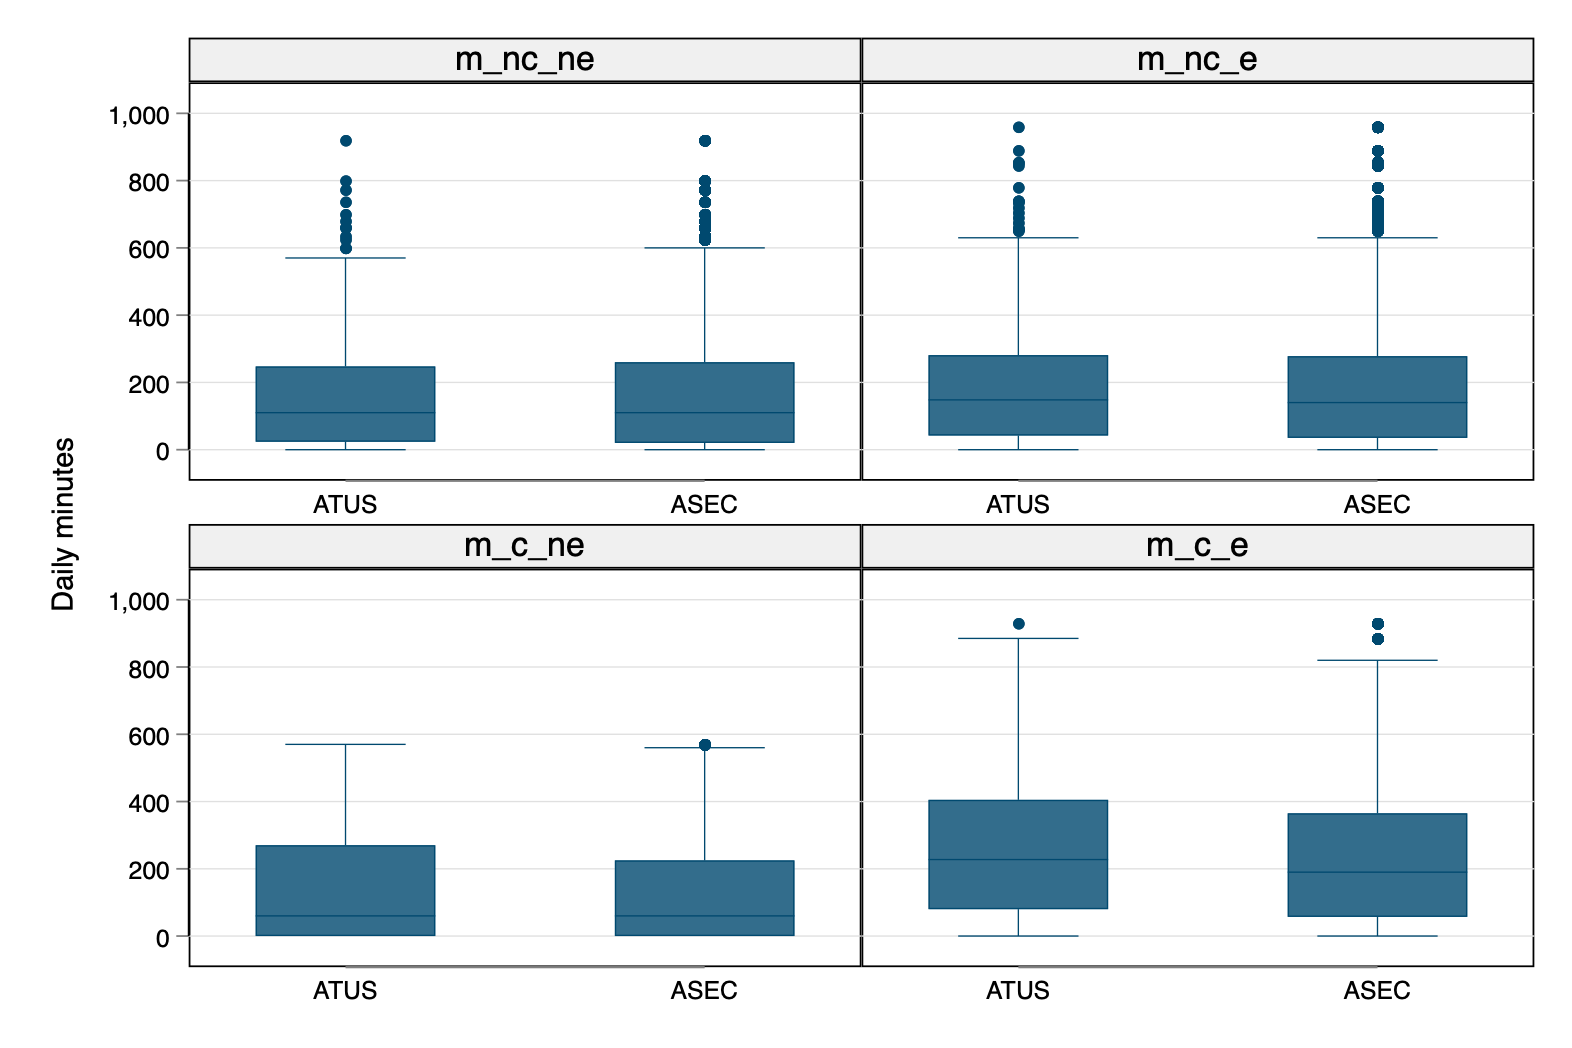 m_nc_ne
m_nc_e
1,000
800
600
400
200
0
ATUS
ASEC
ATUS
ASEC
m_c_ne
m_c_e
1,000
800
600
400
200
0
ATUS
ASEC
ATUS
ASEC
Daily minutes